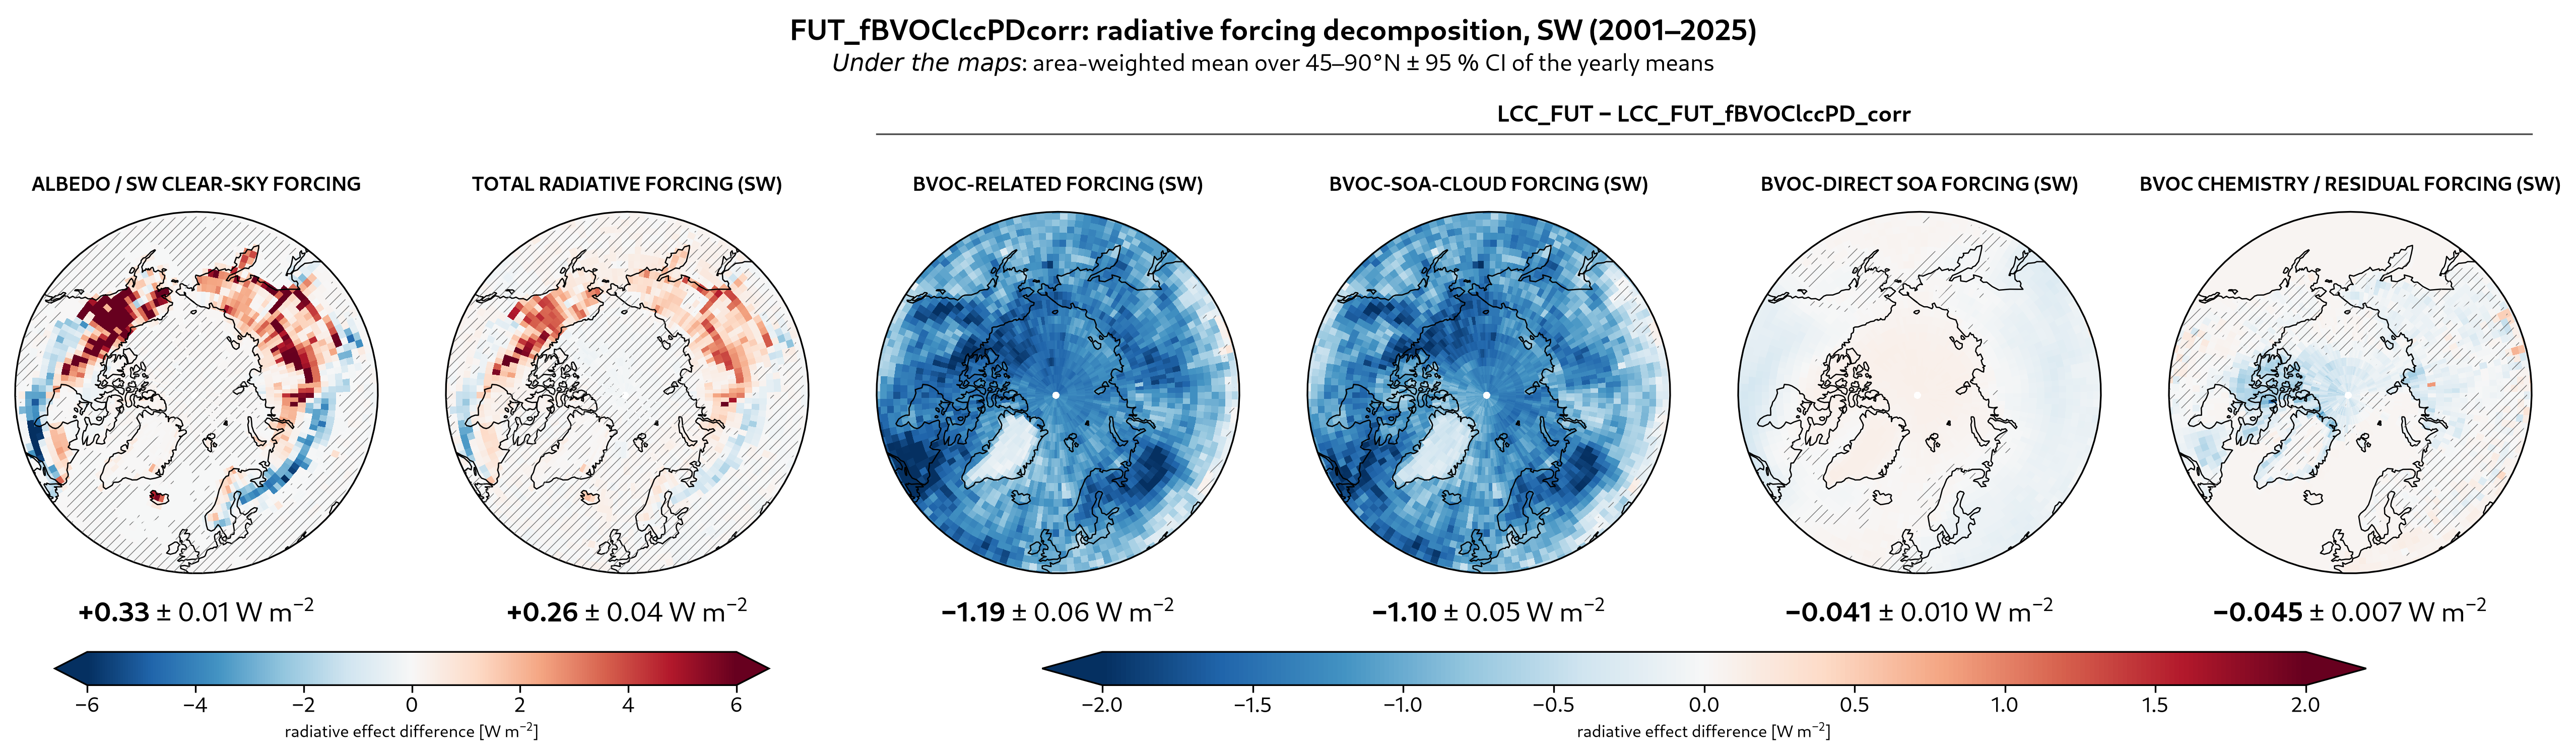 FUT_fBVOClccPDcorr: radiative forcing decomposition, SW (2001–2025)
Under the maps: area-weighted mean over 45–90°N ± 95 % CI of the yearly means
LCC_FUT − LCC_FUT_fBVOClccPD_corr
ALBEDO / SW CLEAR-SKY FORCING
TOTAL RADIATIVE FORCING (SW)
BVOC-RELATED FORCING (SW)
BVOC-SOA-CLOUD FORCING (SW)
BVOC-DIRECT SOA FORCING (SW)
BVOC CHEMISTRY / RESIDUAL FORCING (SW)
+0.33 ± 0.01 W m⁻²
+0.26 ± 0.04 W m⁻²
−1.19 ± 0.06 W m⁻²
−1.10 ± 0.05 W m⁻²
−0.041 ± 0.010 W m⁻²
−0.045 ± 0.007 W m⁻²
−6 −4 −2 0 2 4 6
radiative effect difference [W m⁻²]
−2.0 −1.5 −1.0 −0.5 0.0 0.5 1.0 1.5 2.0
radiative effect difference [W m⁻²]